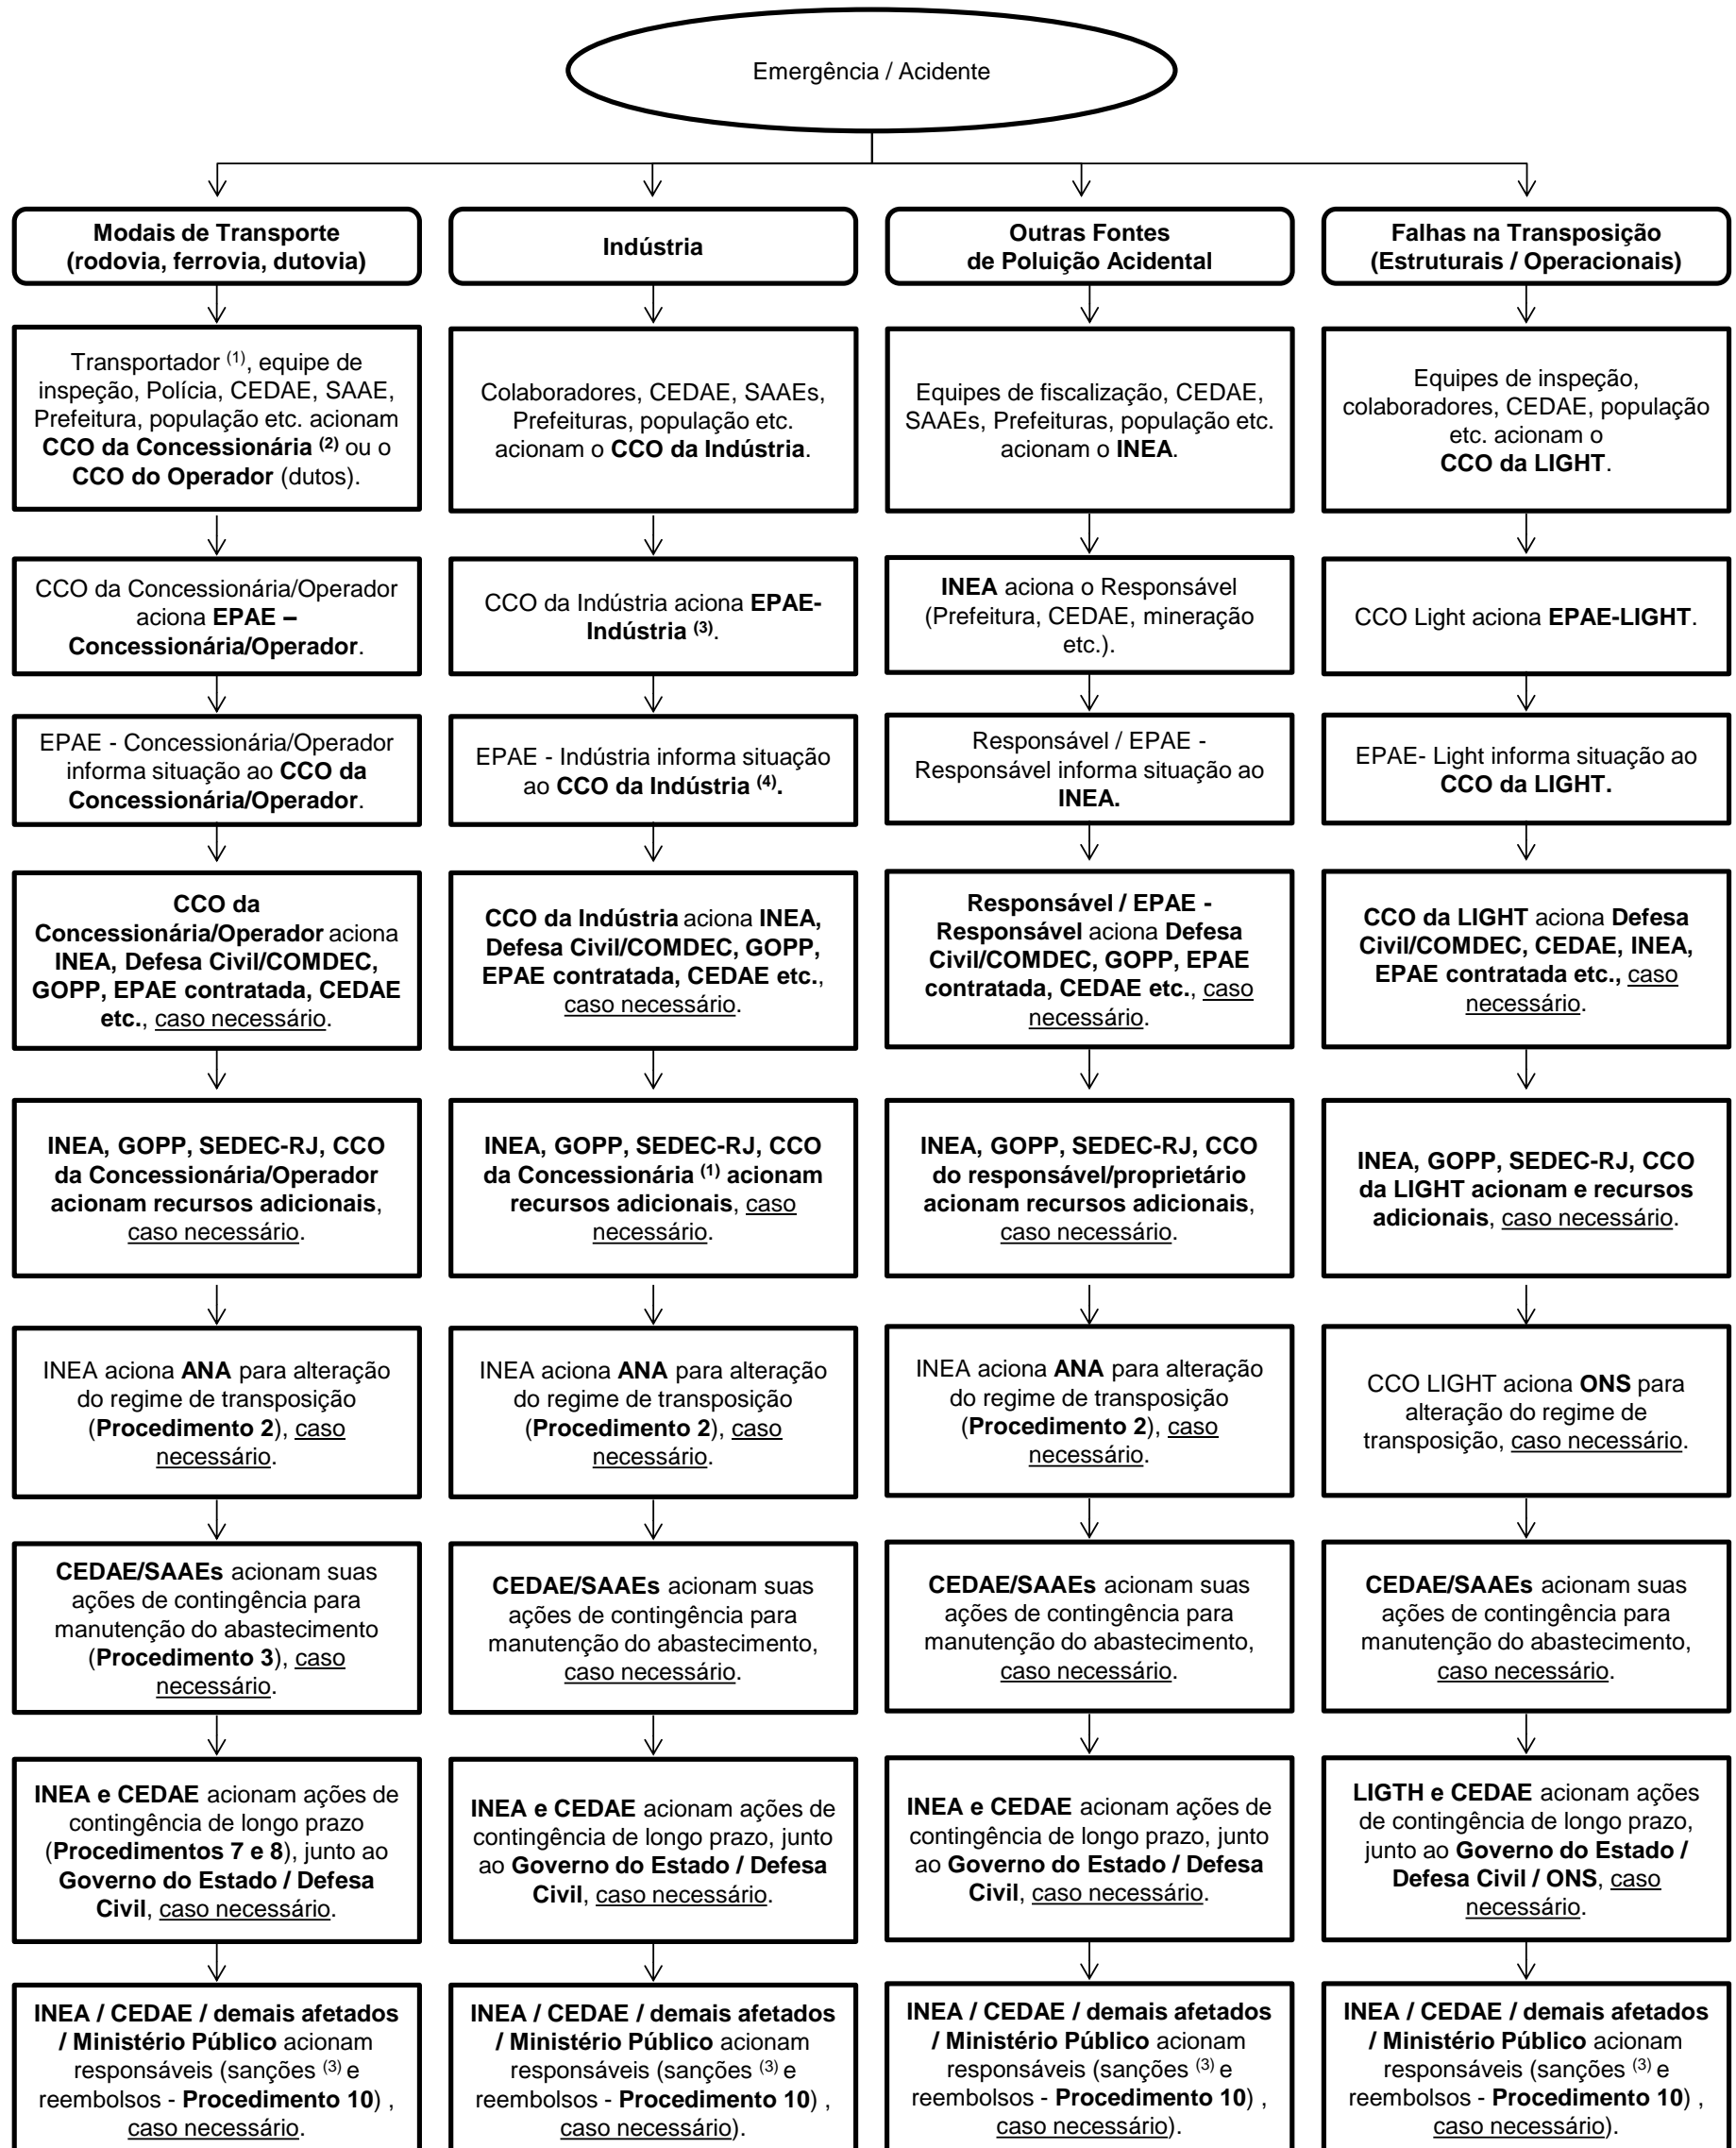 Emergência / Acidente
Modais de Transporte
(rodovia, ferrovia, dutovia)
Indústria
Outras Fontes
de Poluição Acidental
Falhas na Transposição
(Estruturais / Operacionais)
Transportador (1), equipe de
inspeção, Polícia, CEDAE, SAAE,
Prefeitura, população etc. acionam
CCO da Concessionária (2) ou o
CCO do Operador (dutos).
Colaboradores, CEDAE, SAAEs,
Prefeituras, população etc.
acionam o CCO da Indústria.
Equipes de fiscalização, CEDAE,
SAAEs, Prefeituras, população etc.
acionam o INEA.
Equipes de inspeção,
colaboradores, CEDAE, população
etc. acionam o
CCO da LIGHT.
CCO da Concessionária/Operador
aciona EPAE –
Concessionária/Operador.
CCO da Indústria aciona EPAE-
Indústria (3).
INEA aciona o Responsável
(Prefeitura, CEDAE, mineração
etc.).
CCO Light aciona EPAE-LIGHT.
EPAE - Concessionária/Operador
informa situação ao CCO da
Concessionária/Operador.
EPAE - Indústria informa situação
ao CCO da Indústria (4).
Responsável / EPAE -
Responsável informa situação ao
INEA.
EPAE- Light informa situação ao
CCO da LIGHT.
CCO da
Concessionária/Operador aciona
INEA, Defesa Civil/COMDEC,
GOPP, EPAE contratada, CEDAE
etc., caso necessário.
CCO da Indústria aciona INEA,
Defesa Civil/COMDEC, GOPP,
EPAE contratada, CEDAE etc.,
caso necessário.
Responsável / EPAE -
Responsável aciona Defesa
Civil/COMDEC, GOPP, EPAE
contratada, CEDAE etc., caso
necessário.
CCO da LIGHT aciona Defesa
Civil/COMDEC, CEDAE, INEA,
EPAE contratada etc., caso
necessário.
INEA, GOPP, SEDEC-RJ, CCO
da Concessionária/Operador
acionam recursos adicionais,
caso necessário.
INEA, GOPP, SEDEC-RJ, CCO
da Concessionária (1) acionam
recursos adicionais, caso
necessário.
INEA, GOPP, SEDEC-RJ, CCO
do responsável/proprietário
acionam recursos adicionais,
caso necessário.
INEA, GOPP, SEDEC-RJ, CCO
da LIGHT acionam e recursos
adicionais, caso necessário.
INEA aciona ANA para alteração
do regime de transposição
(Procedimento 2), caso
necessário.
INEA aciona ANA para alteração
do regime de transposição
(Procedimento 2), caso
necessário.
INEA aciona ANA para alteração
do regime de transposição
(Procedimento 2), caso
necessário.
CCO LIGHT aciona ONS para
alteração do regime de
transposição, caso necessário.
CEDAE/SAAEs acionam suas
ações de contingência para
manutenção do abastecimento
(Procedimento 3), caso
necessário.
CEDAE/SAAEs acionam suas
ações de contingência para
manutenção do abastecimento,
caso necessário.
CEDAE/SAAEs acionam suas
ações de contingência para
manutenção do abastecimento,
caso necessário.
CEDAE/SAAEs acionam suas
ações de contingência para
manutenção do abastecimento,
caso necessário.
INEA e CEDAE acionam ações de
contingência de longo prazo
(Procedimentos 7 e 8), junto ao
Governo do Estado / Defesa
Civil, caso necessário.
INEA e CEDAE acionam ações de
contingência de longo prazo, junto
ao Governo do Estado / Defesa
Civil, caso necessário.
INEA e CEDAE acionam ações de
contingência de longo prazo, junto
ao Governo do Estado / Defesa
Civil, caso necessário.
LIGTH e CEDAE acionam ações
de contingência de longo prazo,
junto ao Governo do Estado /
Defesa Civil / ONS, caso
necessário.
INEA / CEDAE / demais afetados
/ Ministério Público acionam
responsáveis (sanções (3) e
reembolsos - Procedimento 10) ,
caso necessário.
INEA / CEDAE / demais afetados
/ Ministério Público acionam
responsáveis (sanções (3) e
reembolsos - Procedimento 10) ,
caso necessário).
INEA / CEDAE / demais afetados
/ Ministério Público acionam
responsáveis (sanções (3) e
reembolsos - Procedimento 10) ,
caso necessário).
INEA / CEDAE / demais afetados
/ Ministério Público acionam
responsáveis (sanções (3) e
reembolsos - Procedimento 10) ,
caso necessário).